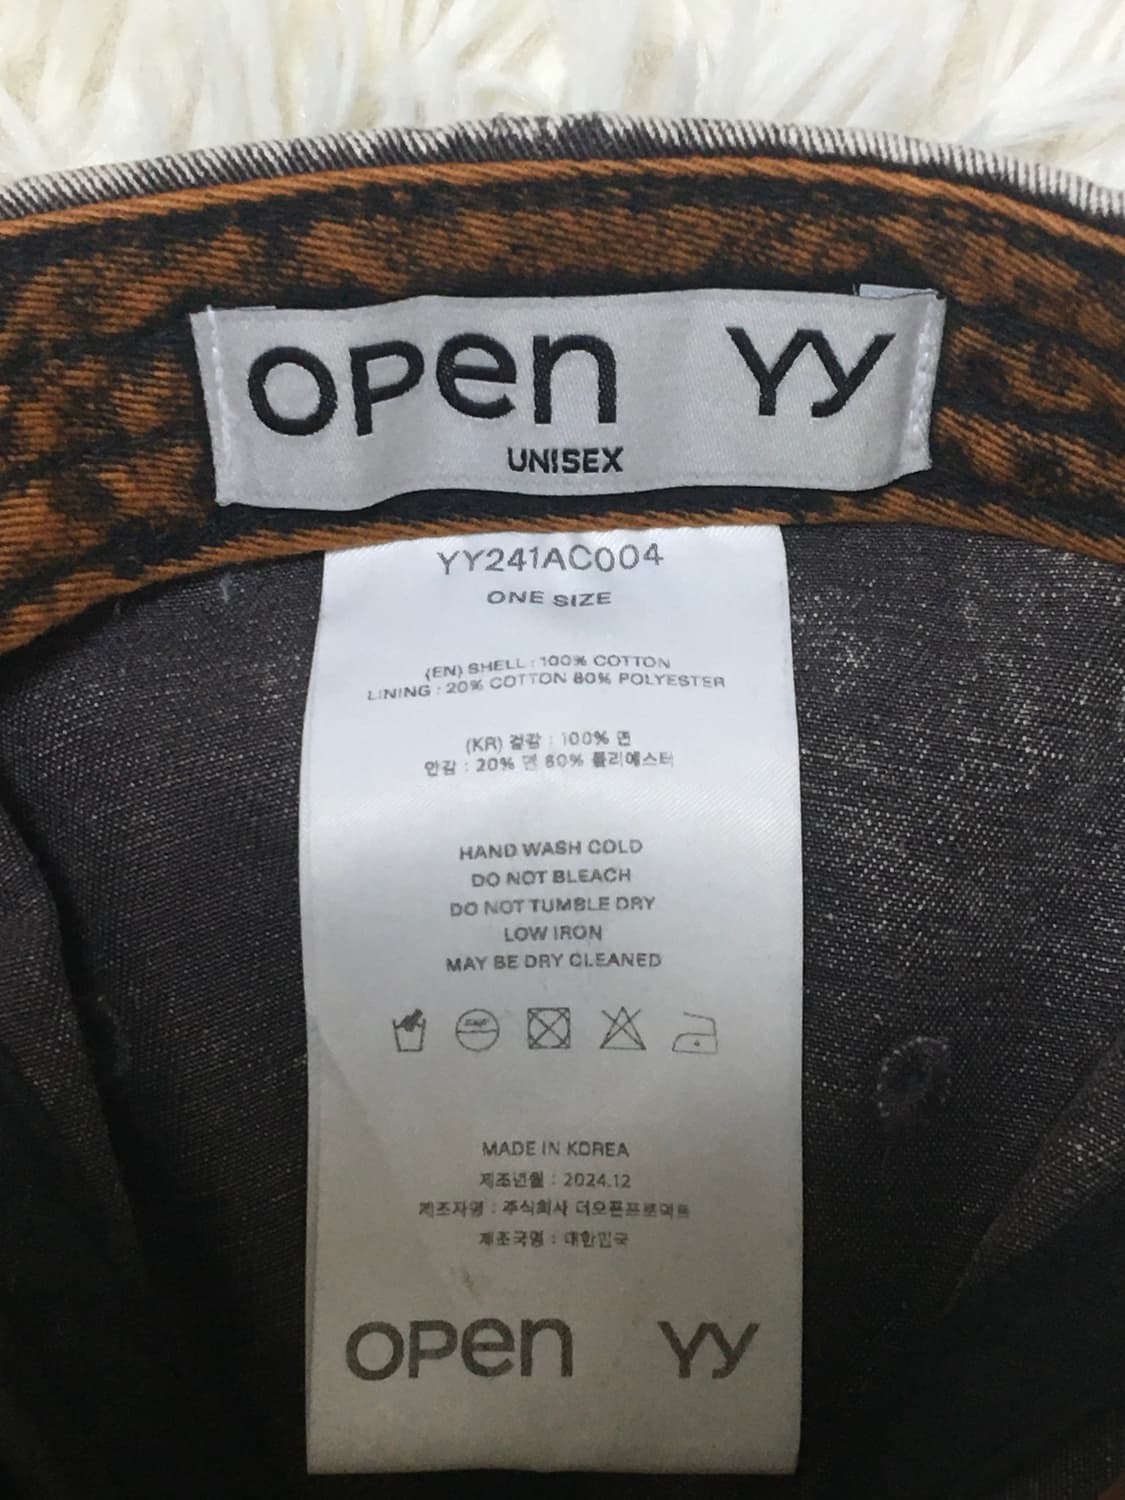 open YY
UNISEX
YY241AC004
ONE SIZE
(EN) SHELL : 100% COTTON
LINING : 20% COTTON 80% POLYESTER
(KR) 겉감 : 100% 면
안감 : 20% 면 80% 폴리에스터
HAND WASH COLD
DO NOT BLEACH
DO NOT TUMBLE DRY
LOW IRON
MAY BE DRY CLEANED
MADE IN KOREA
제조년월 : 2024.12
제조자명 : 주식회사 더오픈프로덕트
제조국명 : 대한민국
open YY